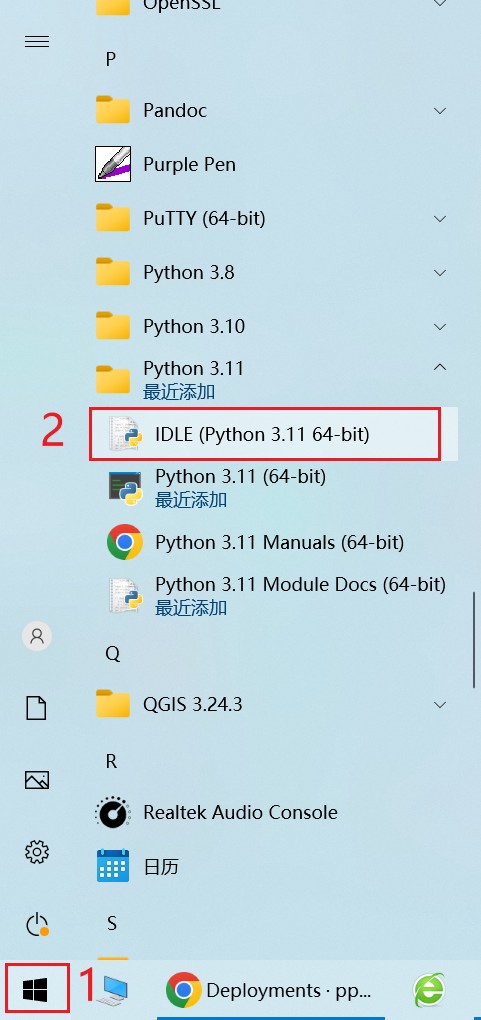 OpenSSL
P
Pandoc
Purple Pen
PuTTY (64-bit)
Python 3.8
Python 3.10
Python 3.11
最近添加
2
IDLE (Python 3.11 64-bit)
Python 3.11 (64-bit)
最近添加
Python 3.11 Manuals (64-bit)
Python 3.11 Module Docs (64-bit)
最近添加
Q
QGIS 3.24.3
R
Realtek Audio Console
日历
S
1
Deployments · pp...